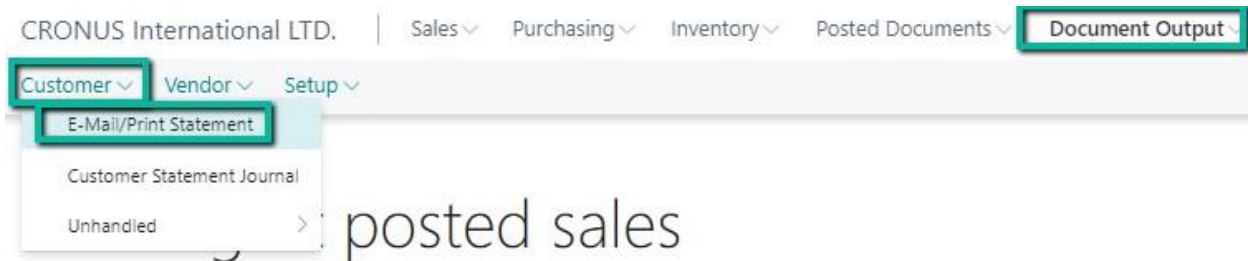 CRONUS International LTD. | Sales Purchasing Inventory Posted Documents Document Output
Customer Vendor Setup
E-Mail/Print Statement
Customer Statement Journal
Unhandled
posted sales